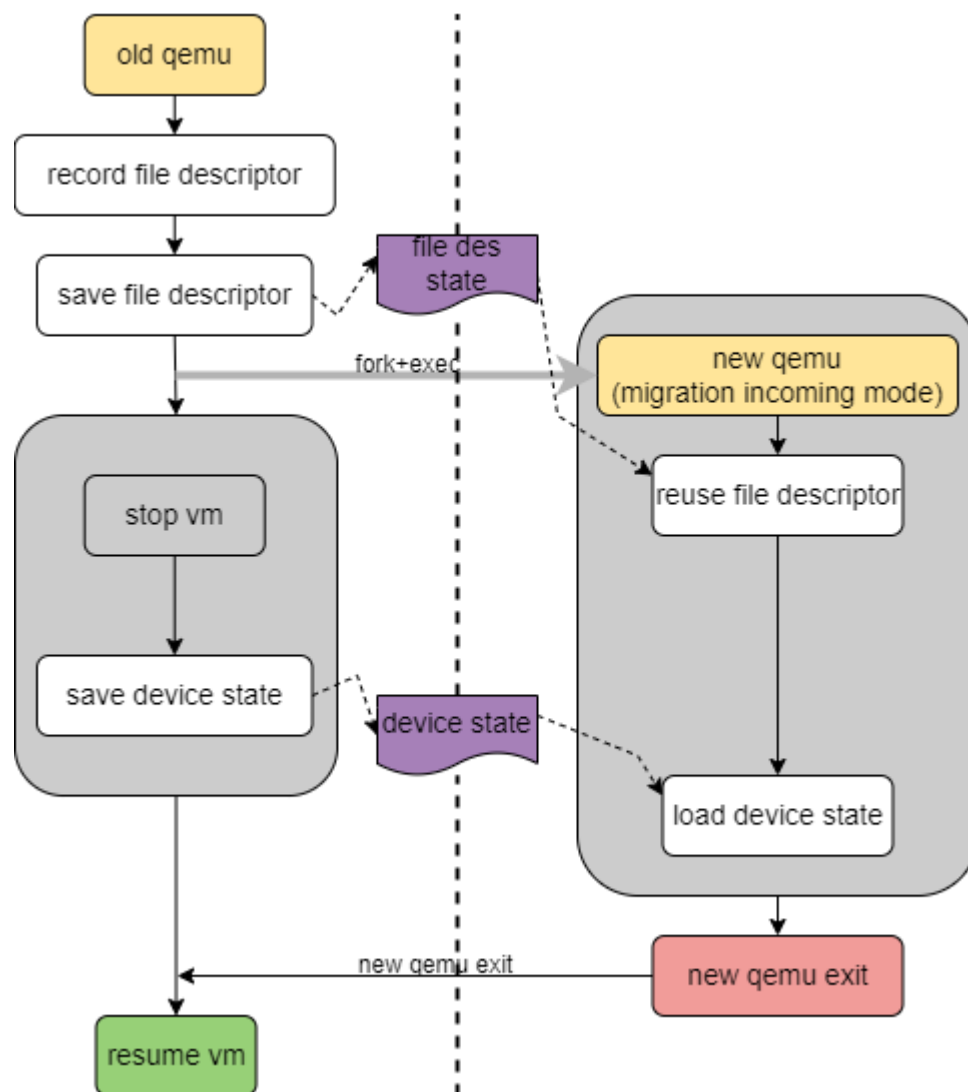 old qemu
record file descriptor
save file descriptor
file des
state
fork+exec
new qemu
(migration incoming mode)
reuse file descriptor
stop vm
save device state
device state
load device state
new qemu exit
new qemu exit
resume vm